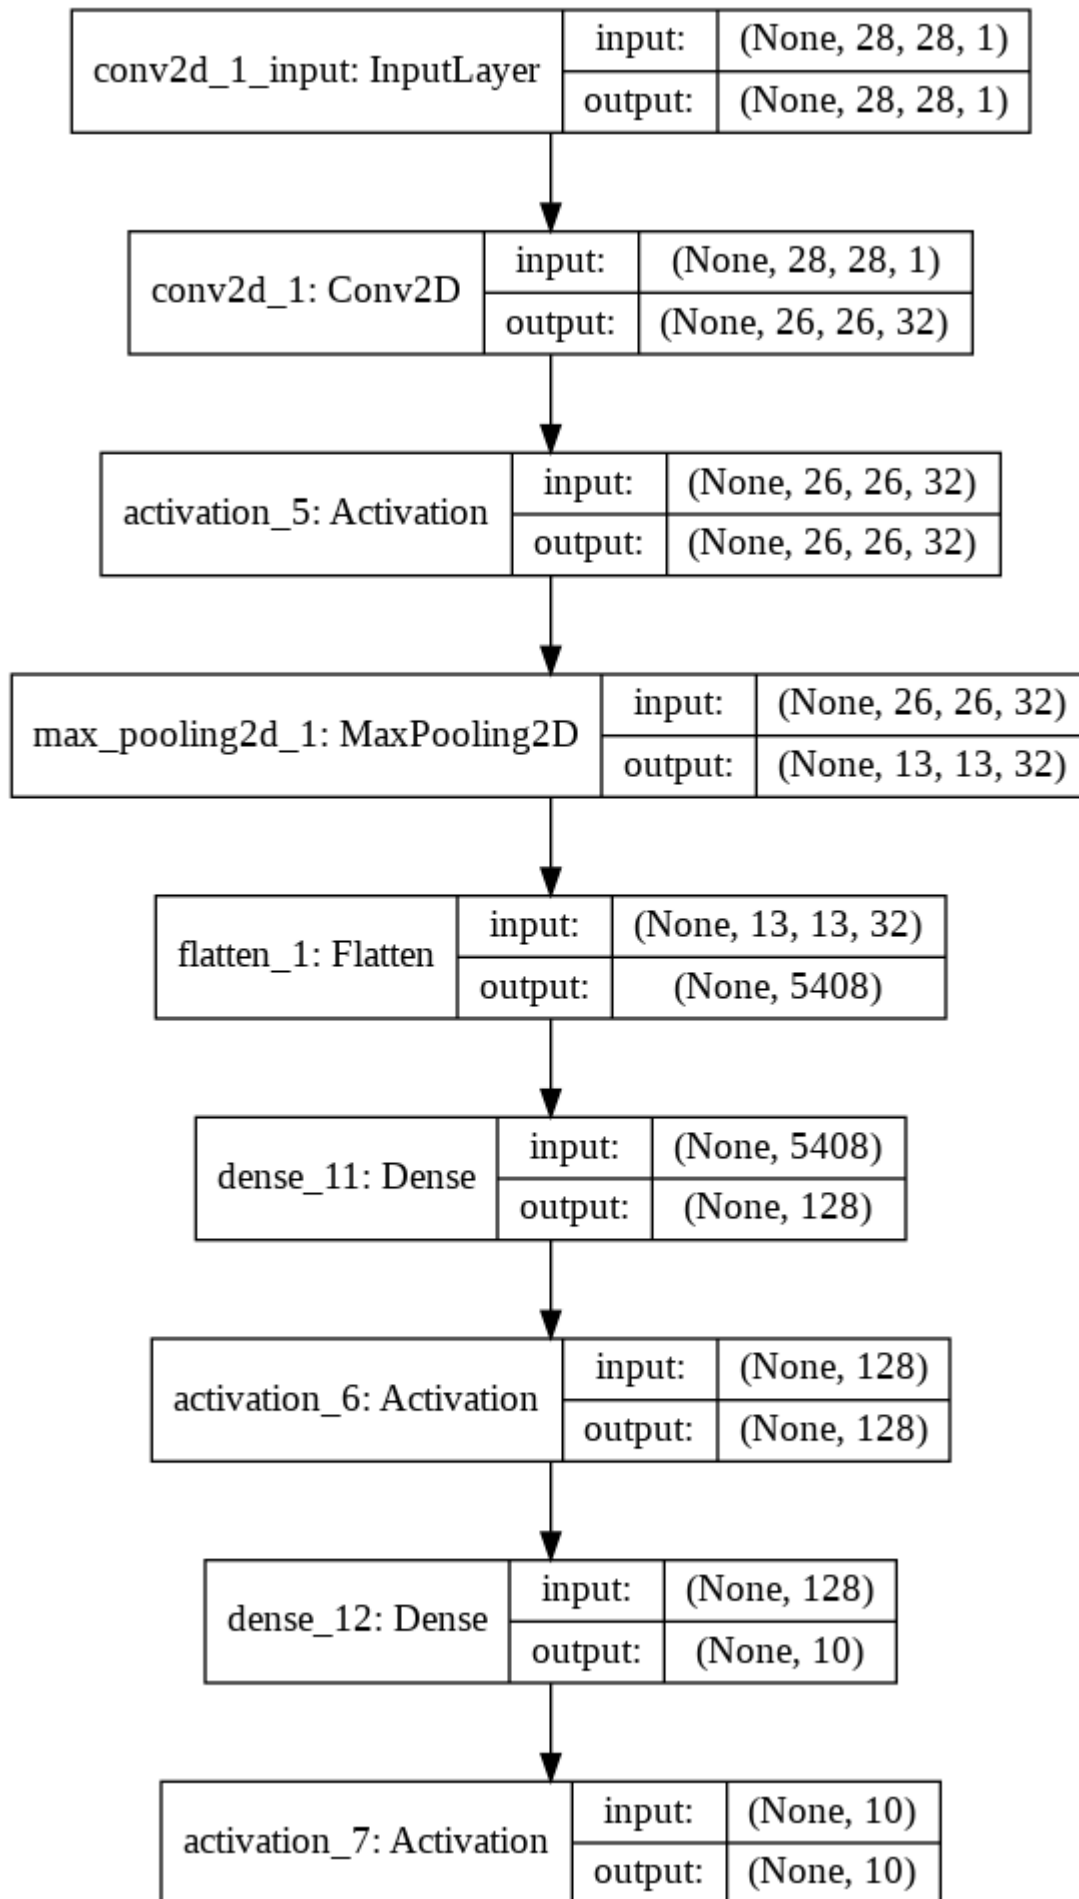 conv2d_1_input: InputLayer
input:
(None, 28, 28, 1)
output:
(None, 28, 28, 1)
conv2d_1: Conv2D
input:
(None, 28, 28, 1)
output:
(None, 26, 26, 32)
activation_5: Activation
input:
(None, 26, 26, 32)
output:
(None, 26, 26, 32)
max_pooling2d_1: MaxPooling2D
input:
(None, 26, 26, 32)
output:
(None, 13, 13, 32)
flatten_1: Flatten
input:
(None, 13, 13, 32)
output:
(None, 5408)
dense_11: Dense
input:
(None, 5408)
output:
(None, 128)
activation_6: Activation
input:
(None, 128)
output:
(None, 128)
dense_12: Dense
input:
(None, 128)
output:
(None, 10)
activation_7: Activation
input:
(None, 10)
output:
(None, 10)